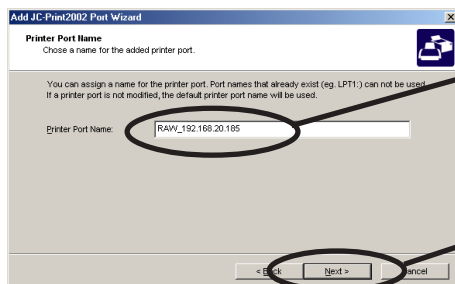 Add JC-Print2002 Port Wizard
Printer Port Name
Chose a name for the added printer port.
You can assign a name for the printer port. Port names that already exist (eg. LPT1:) can not be used.
If a printer port is not modified, the default printer port name will be used.
Printer Port Name:
RAW_192.168.20.185
< Back
Next >
Cancel